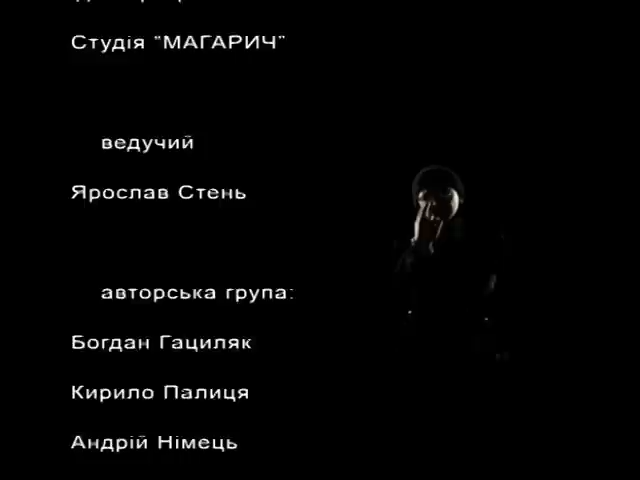 Студія "МАГАРИЧ"
ведучий
Ярослав Стень
авторська група:
Богдан Гациляк
Кирило Палиця
Андрій Німець